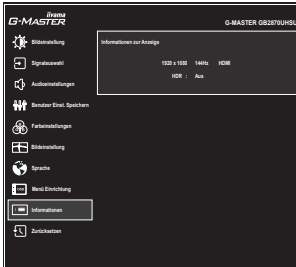 iiyama
G-MASTER
G-MASTER GB2870UHSU
Bildeinstellung
Informationen zur Anzeige
Signalauswahl
1920 x 1080 144Hz HDMI
HDR : Aus
Audioeinstellungen
Benutzer Einst. Speichern
Farbeinstellungen
Bildeinstellung
Sprache
OSD
Menü Einrichtung
Informationen
Zurücksetzen